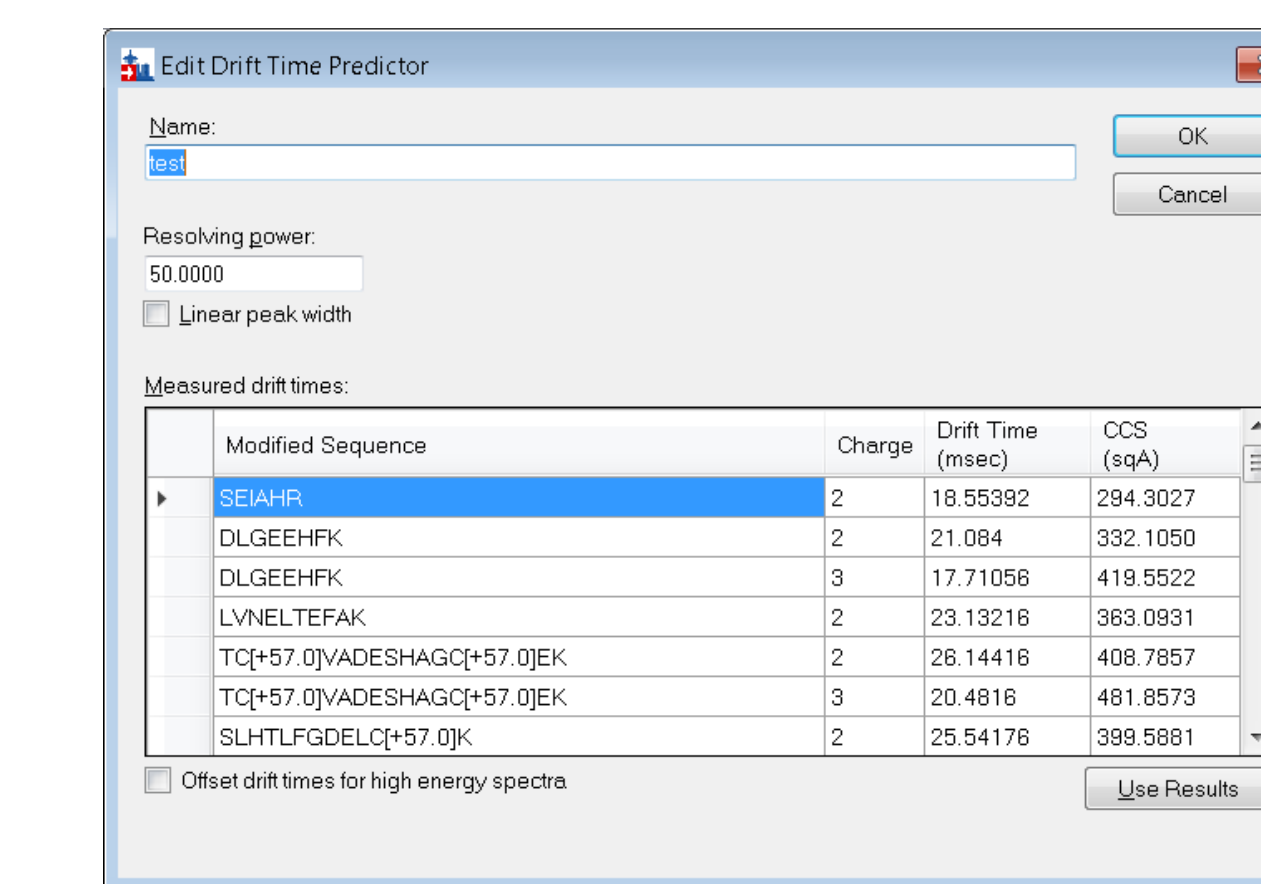 Edit Drift Time Predictor
Name:
OK
test
Cancel
Resolving power:
50.0000
Linear peak width
Measured drift times:
Modified Sequence Charge Drift Time (msec) CCS (sqA)
SEIAHR 2 18.55392 294.3027
DLGEEHFK 2 21.084 332.1050
DLGEEHFK 3 17.71056 419.5522
LVNELTEFAK 2 23.13216 363.0931
TC[+57.0]VADESHAGC[+57.0]EK 2 26.14416 408.7857
TC[+57.0]VADESHAGC[+57.0]EK 3 20.4816 481.8573
SLHTLFGDELC[+57.0]K 2 25.54176 399.5881
Offset drift times for high energy spectra
Use Results